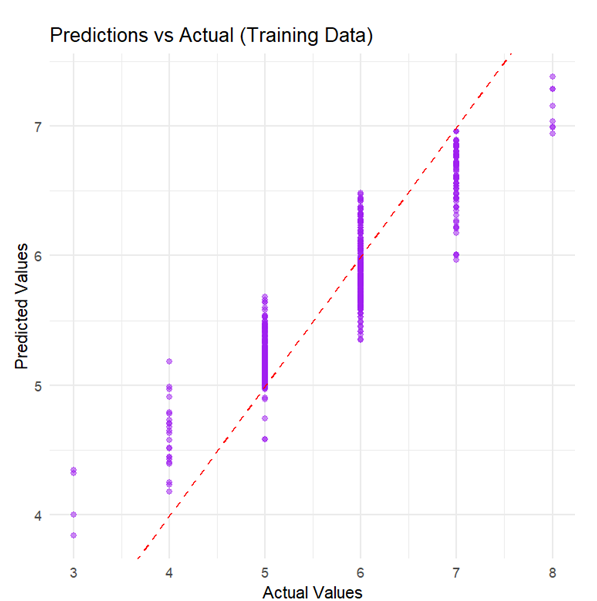 Predictions vs Actual (Training Data)
Predicted Values
7
6
5
4
3 4 5 6 7 8
Actual Values